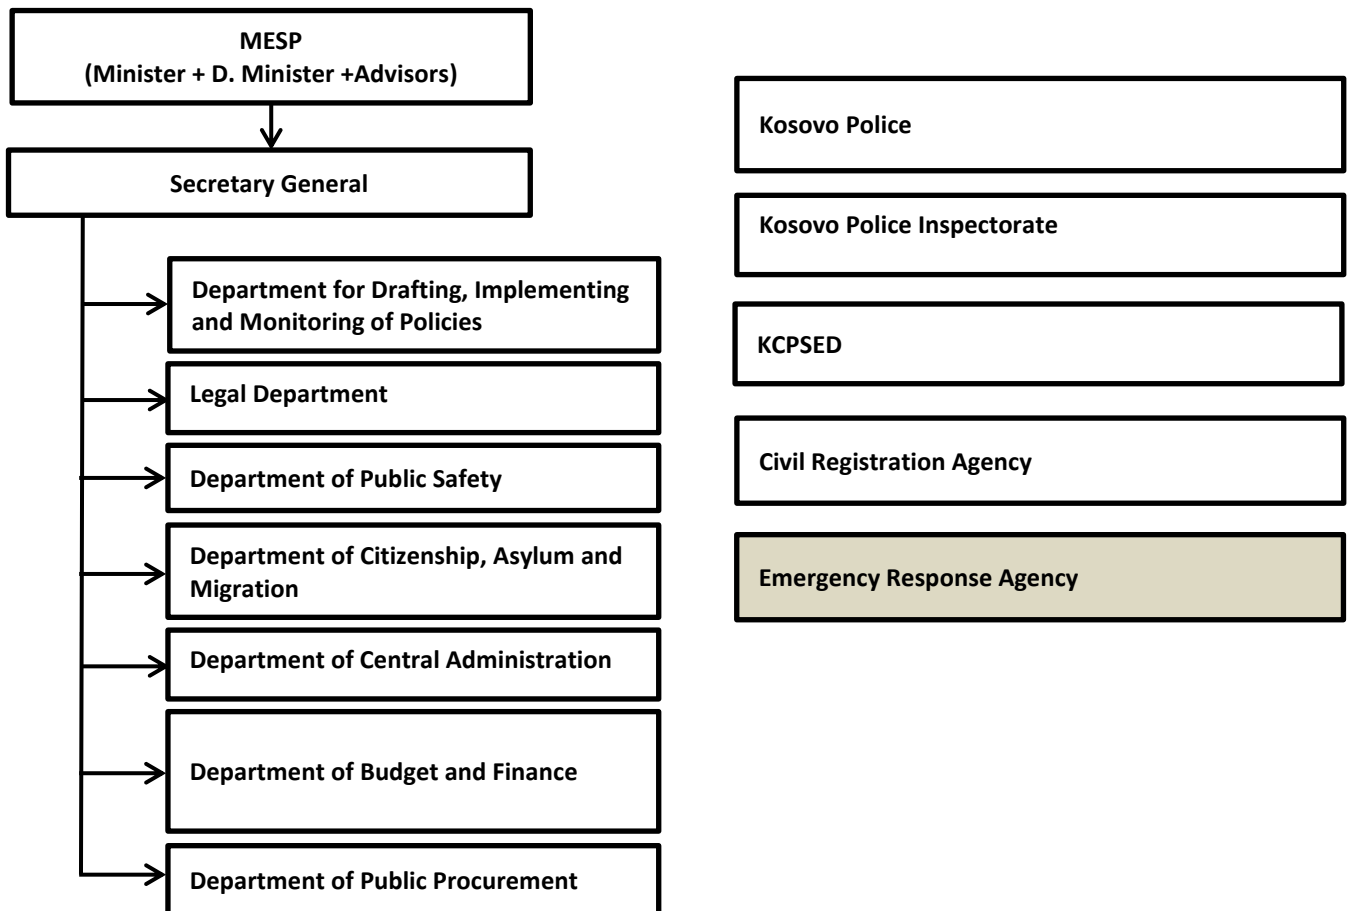 MESP
(Minister + D. Minister +Advisors)
Secretary General
Department for Drafting, Implementing
and Monitoring of Policies
Legal Department
Department of Public Safety
Department of Citizenship, Asylum and
Migration
Department of Central Administration
Department of Budget and Finance
Department of Public Procurement
Kosovo Police
Kosovo Police Inspectorate
KCPSED
Civil Registration Agency
Emergency Response Agency